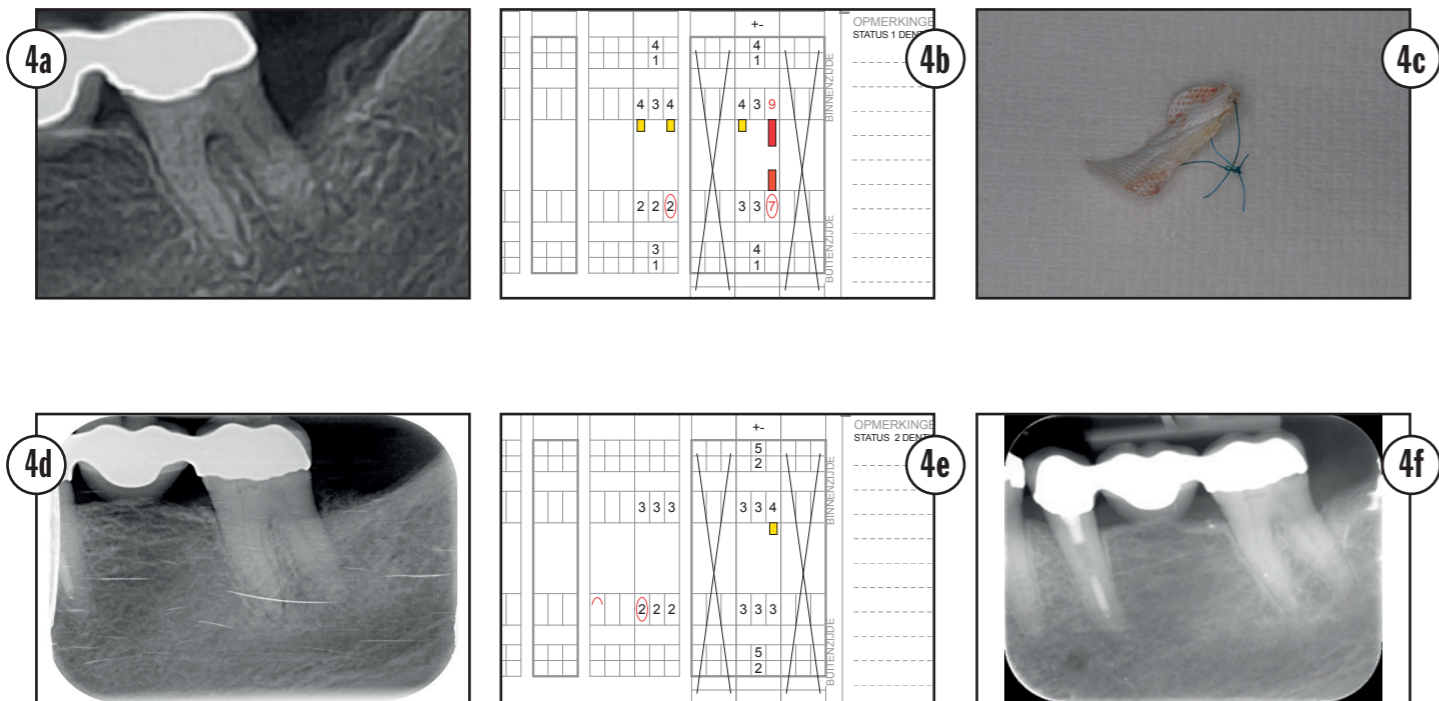 4a
4b
+-
OPMERKINGE
STATUS 1 DENT
4 4
1 1
BINNENZIJDE
4 3 4 4 3 9
2 2 2 3 3 7
3 4
1 1
BUITENZIJDE
4c
4d
4e
+-
OPMERKINGE
STATUS 2 DENT
5
2
BINNENZIJDE
3 3 3 3 3 4
2 2 2 3 3 3
5
2
BUITENZIJDE
4f